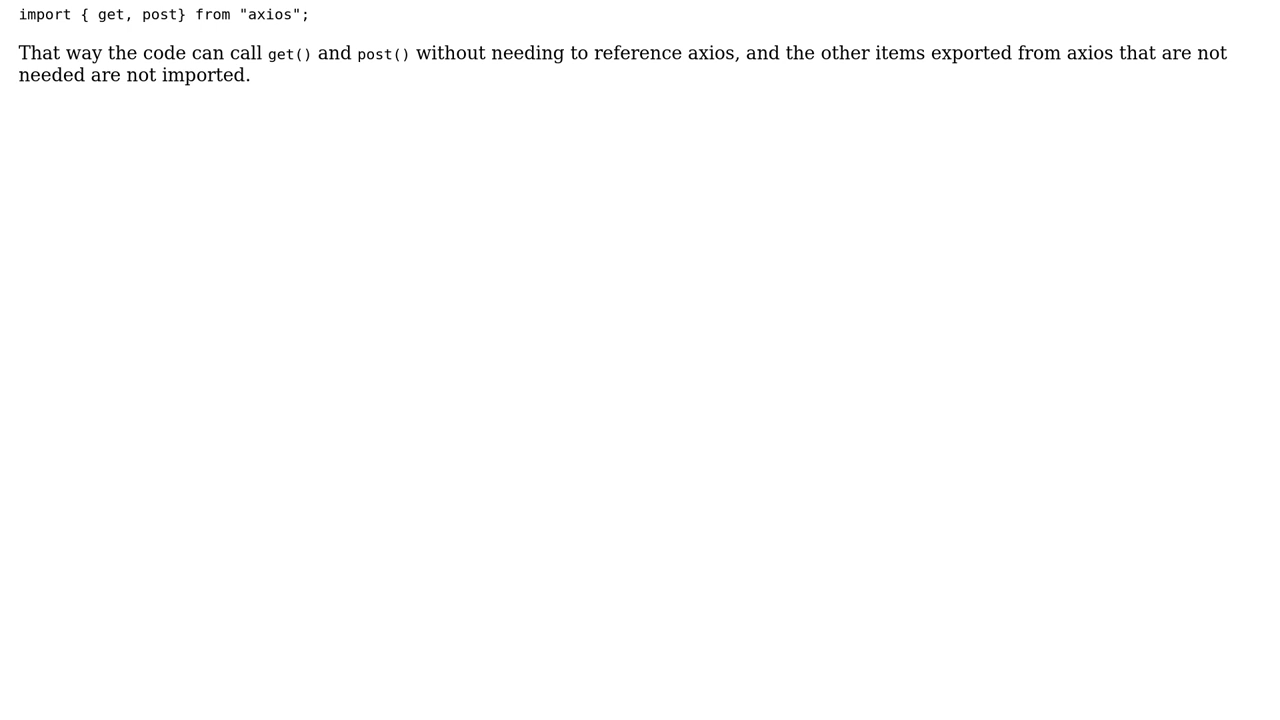 import { get, post} from "axios";
That way the code can call get() and post() without needing to reference axios, and the other items exported from axios that are not
needed are not imported.